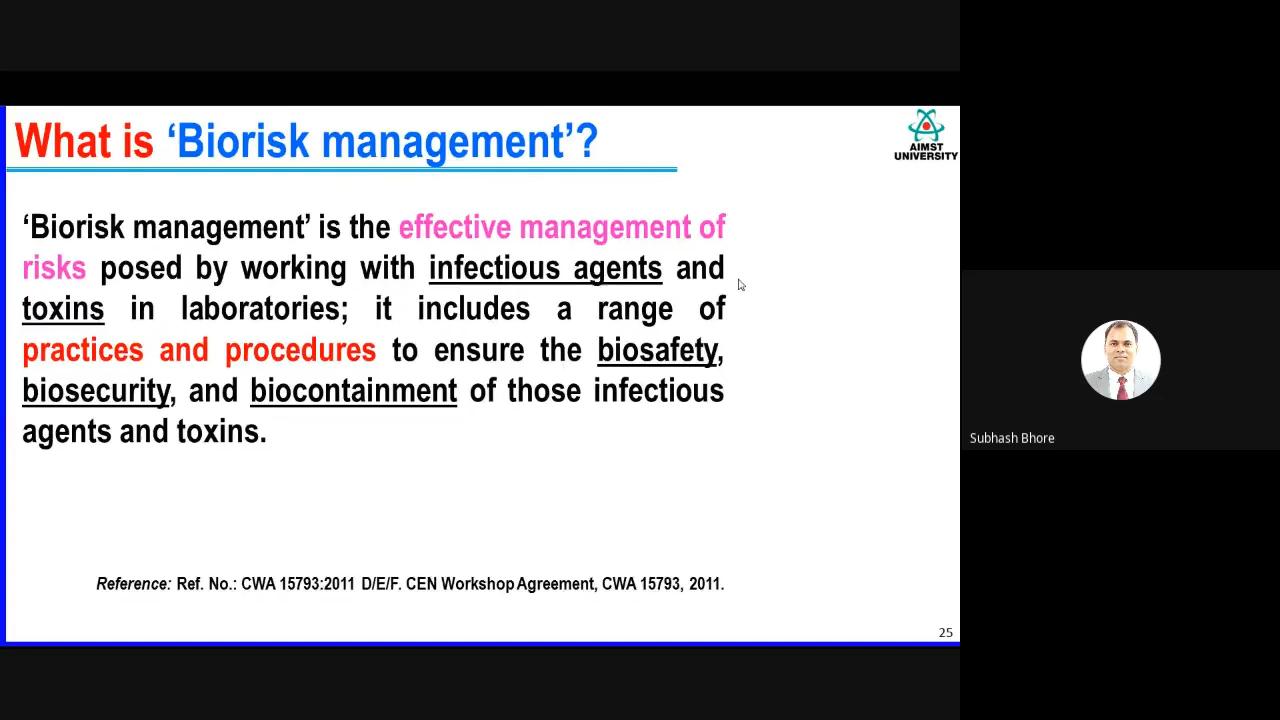 What is ‘Biorisk management’?
AIMST
UNIVERSITY
‘Biorisk management’ is the effective management of
risks posed by working with infectious agents and
toxins in laboratories; it includes a range of
practices and procedures to ensure the biosafety,
biosecurity, and biocontainment of those infectious
agents and toxins.
Reference: Ref. No.: CWA 15793:2011 D/E/F. CEN Workshop Agreement, CWA 15793, 2011.
25
Subhash Bhore